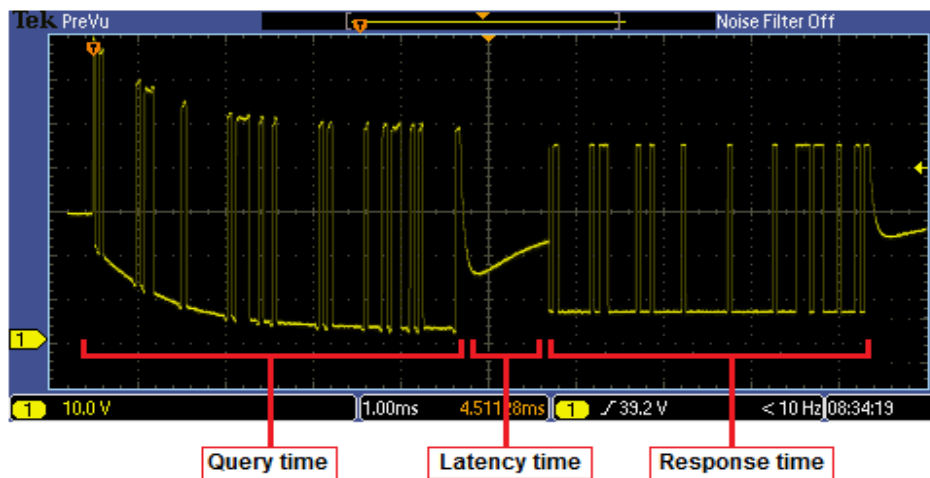 Tek PreVu Noise Filter Off
T
T
1
1 10.0 V 1.00ms 4.51128ms 1 39.2 V < 10 Hz 08:34:19
Query time Latency time Response time